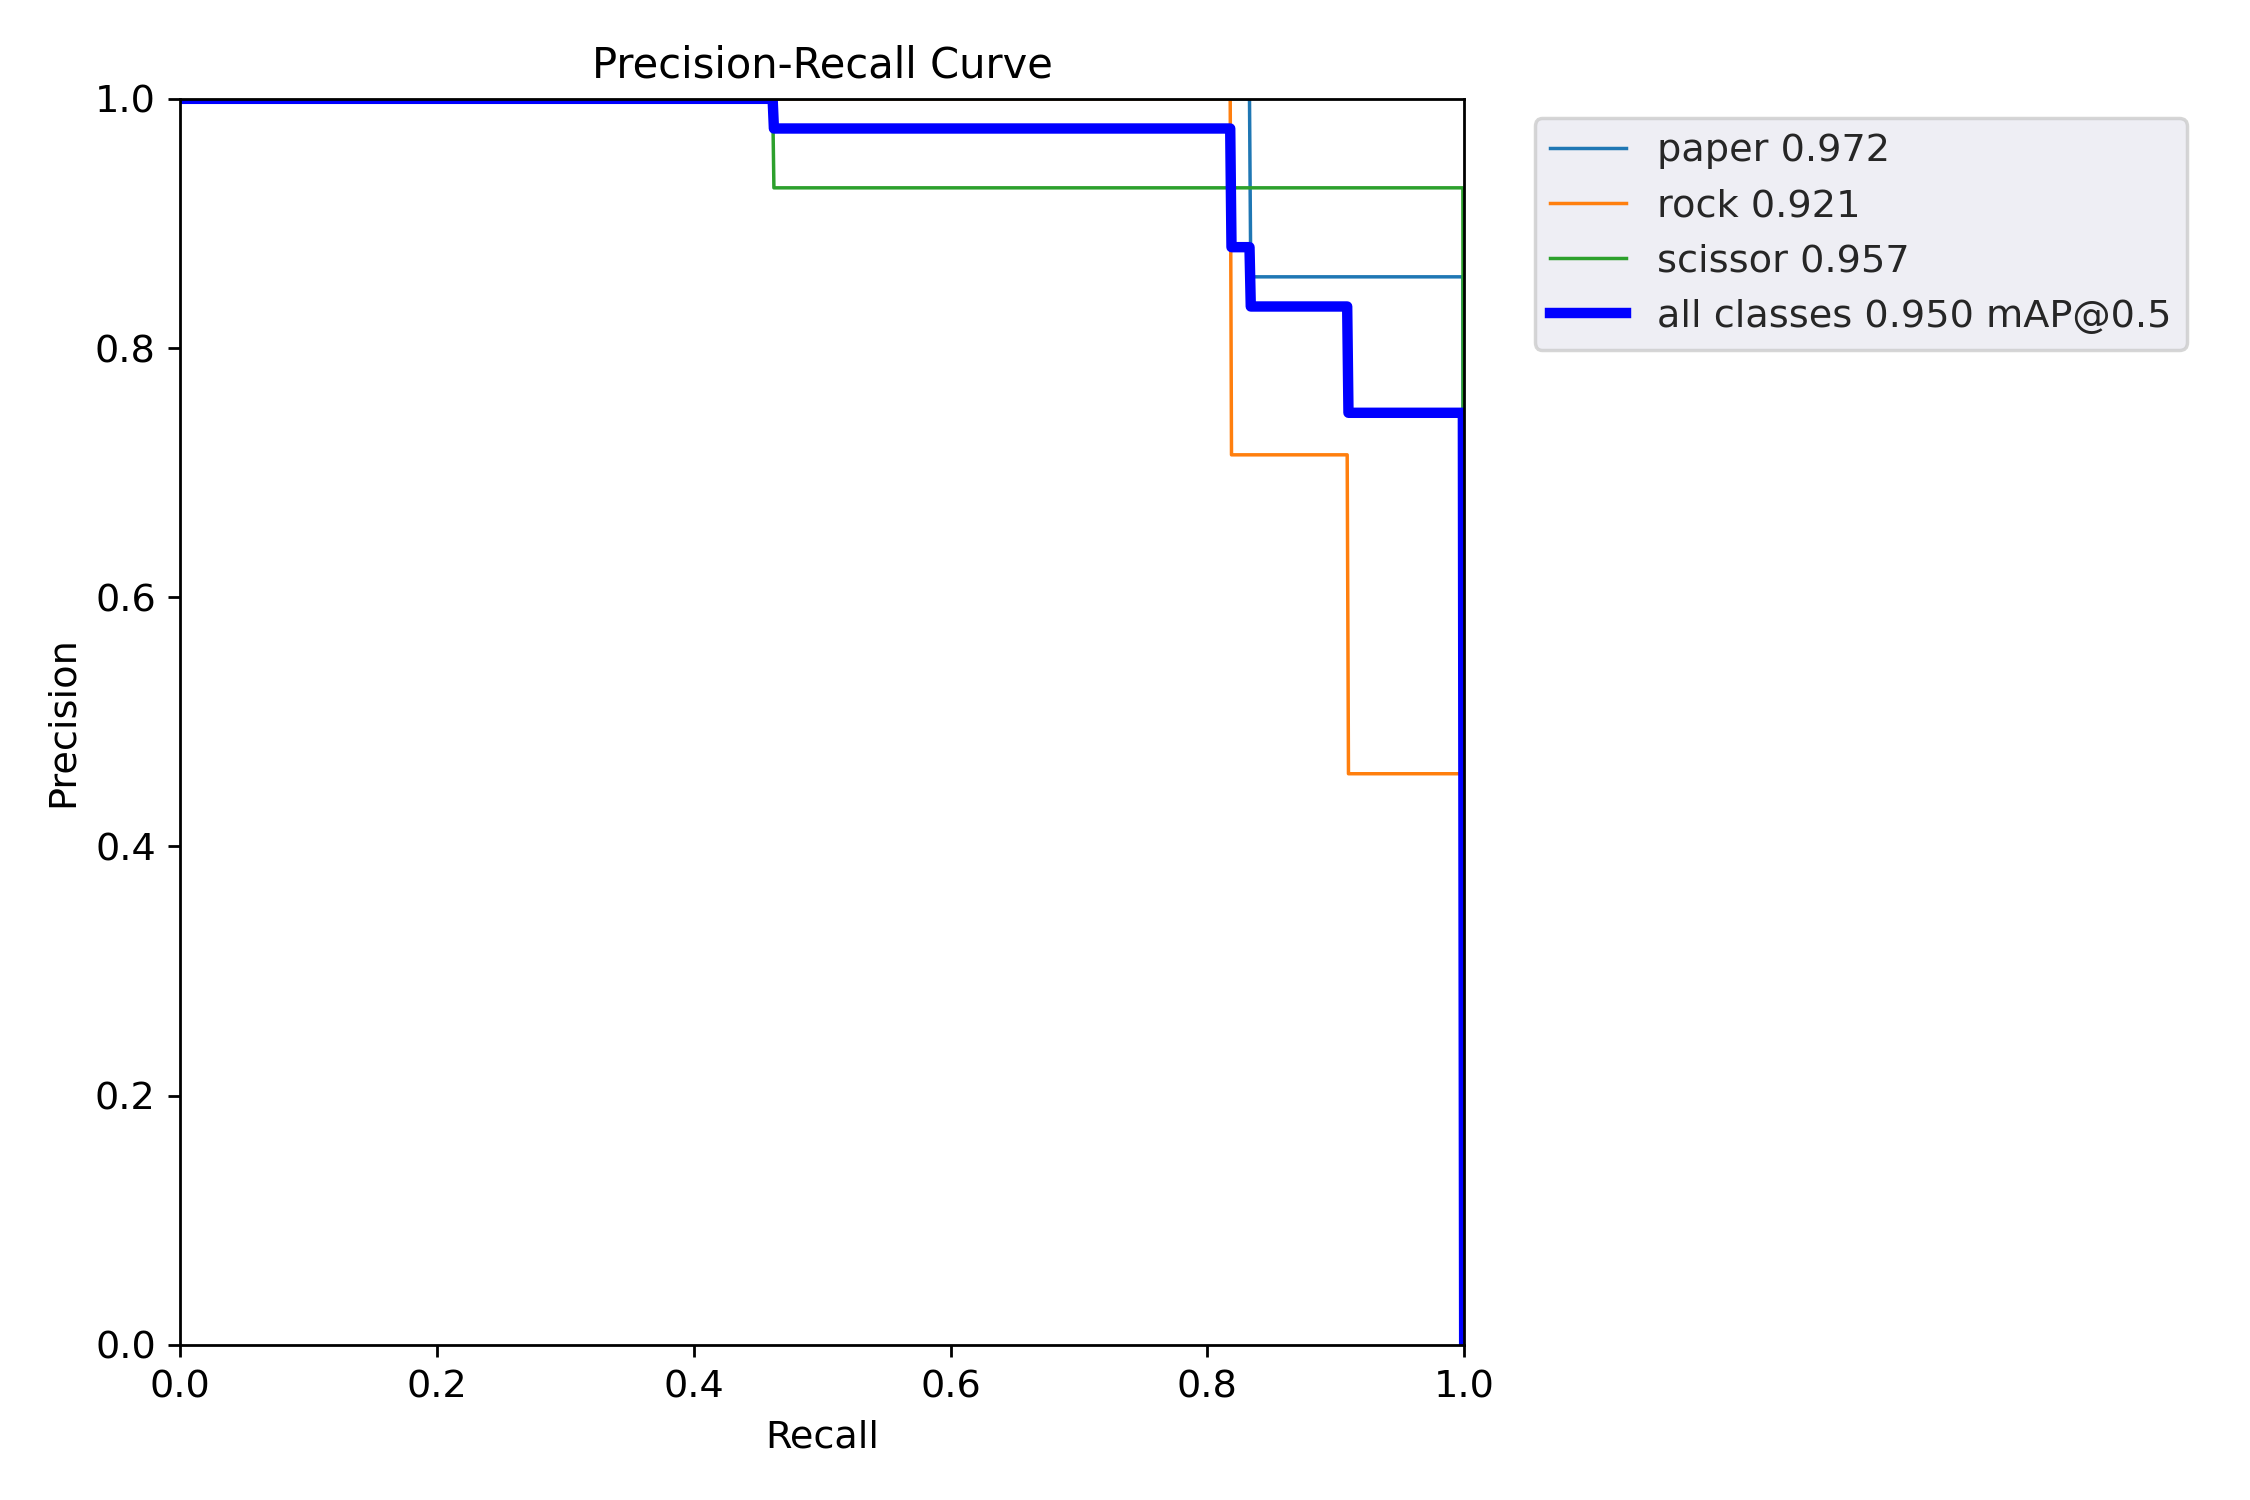 Precision-Recall Curve
1.0
0.8
0.6
0.4
0.2
0.0
Precision
0.0 0.2 0.4 0.6 0.8 1.0
Recall
paper 0.972
rock 0.921
scissor 0.957
all classes 0.950 mAP@0.5